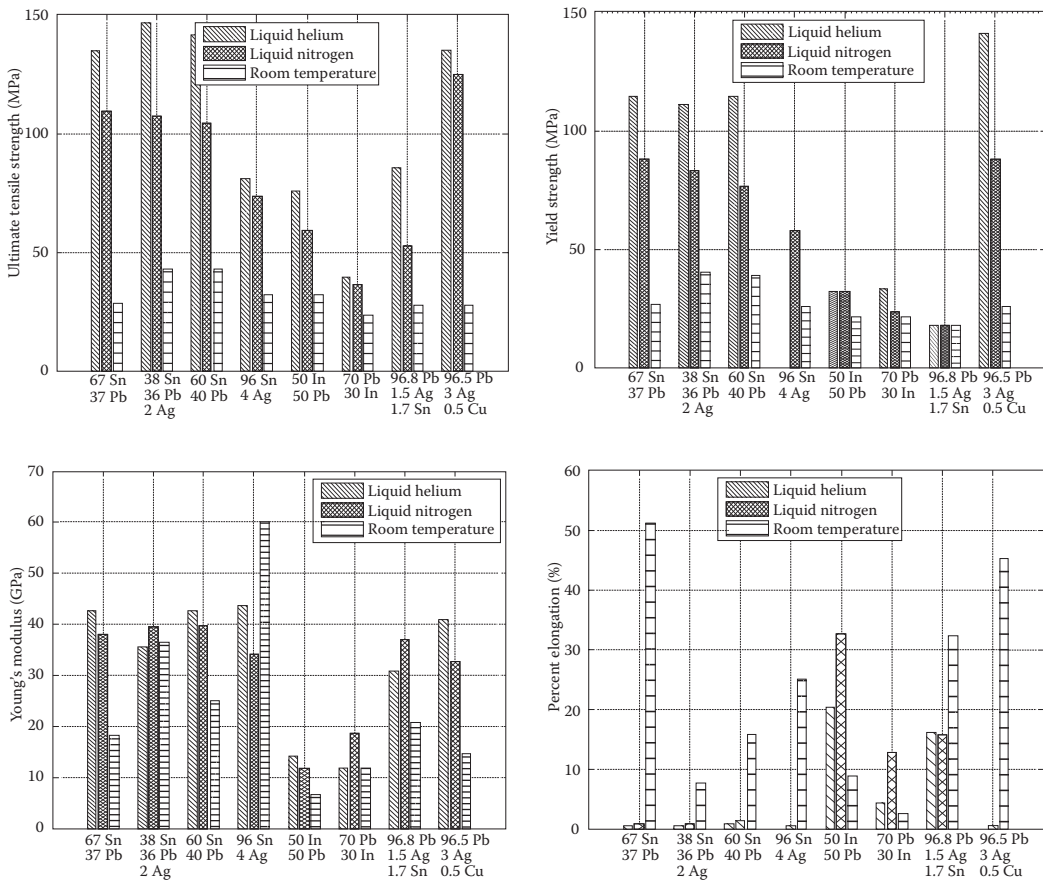 150
100
50
0
Ultimate tensile strength (MPa)
Liquid helium
Liquid nitrogen
Room temperature
67 Sn 38 Sn 60 Sn 96 Sn 50 In 70 Pb 96.8 Pb 96.5 Pb
37 Pb 36 Pb 40 Pb 4 Ag 50 Pb 30 In 1.5 Ag 3 Ag
2 Ag 1.7 Sn 0.5 Cu
150
100
50
0
Yield strength (MPa)
Liquid helium
Liquid nitrogen
Room temperature
67 Sn 38 Sn 60 Sn 96 Sn 50 In 70 Pb 96.8 Pb 96.5 Pb
37 Pb 36 Pb 40 Pb 4 Ag 50 Pb 30 In 1.5 Ag 3 Ag
2 Ag 1.7 Sn 0.5 Cu
70
60
50
40
30
20
10
0
Young's modulus (GPa)
Liquid helium
Liquid nitrogen
Room temperature
67 Sn 38 Sn 60 Sn 96 Sn 50 In 70 Pb 96.8 Pb 96.5 Pb
37 Pb 36 Pb 40 Pb 4 Ag 50 Pb 30 In 1.5 Ag 3 Ag
2 Ag 1.7 Sn 0.5 Cu
60
50
40
30
20
10
0
Percent elongation (%)
Liquid helium
Liquid nitrogen
Room temperature
67 Sn 38 Sn 60 Sn 96 Sn 50 In 70 Pb 96.8 Pb 96.5 Pb
37 Pb 36 Pb 40 Pb 4 Ag 50 Pb 30 In 1.5 Ag 3 Ag
2 Ag 1.7 Sn 0.5 Cu